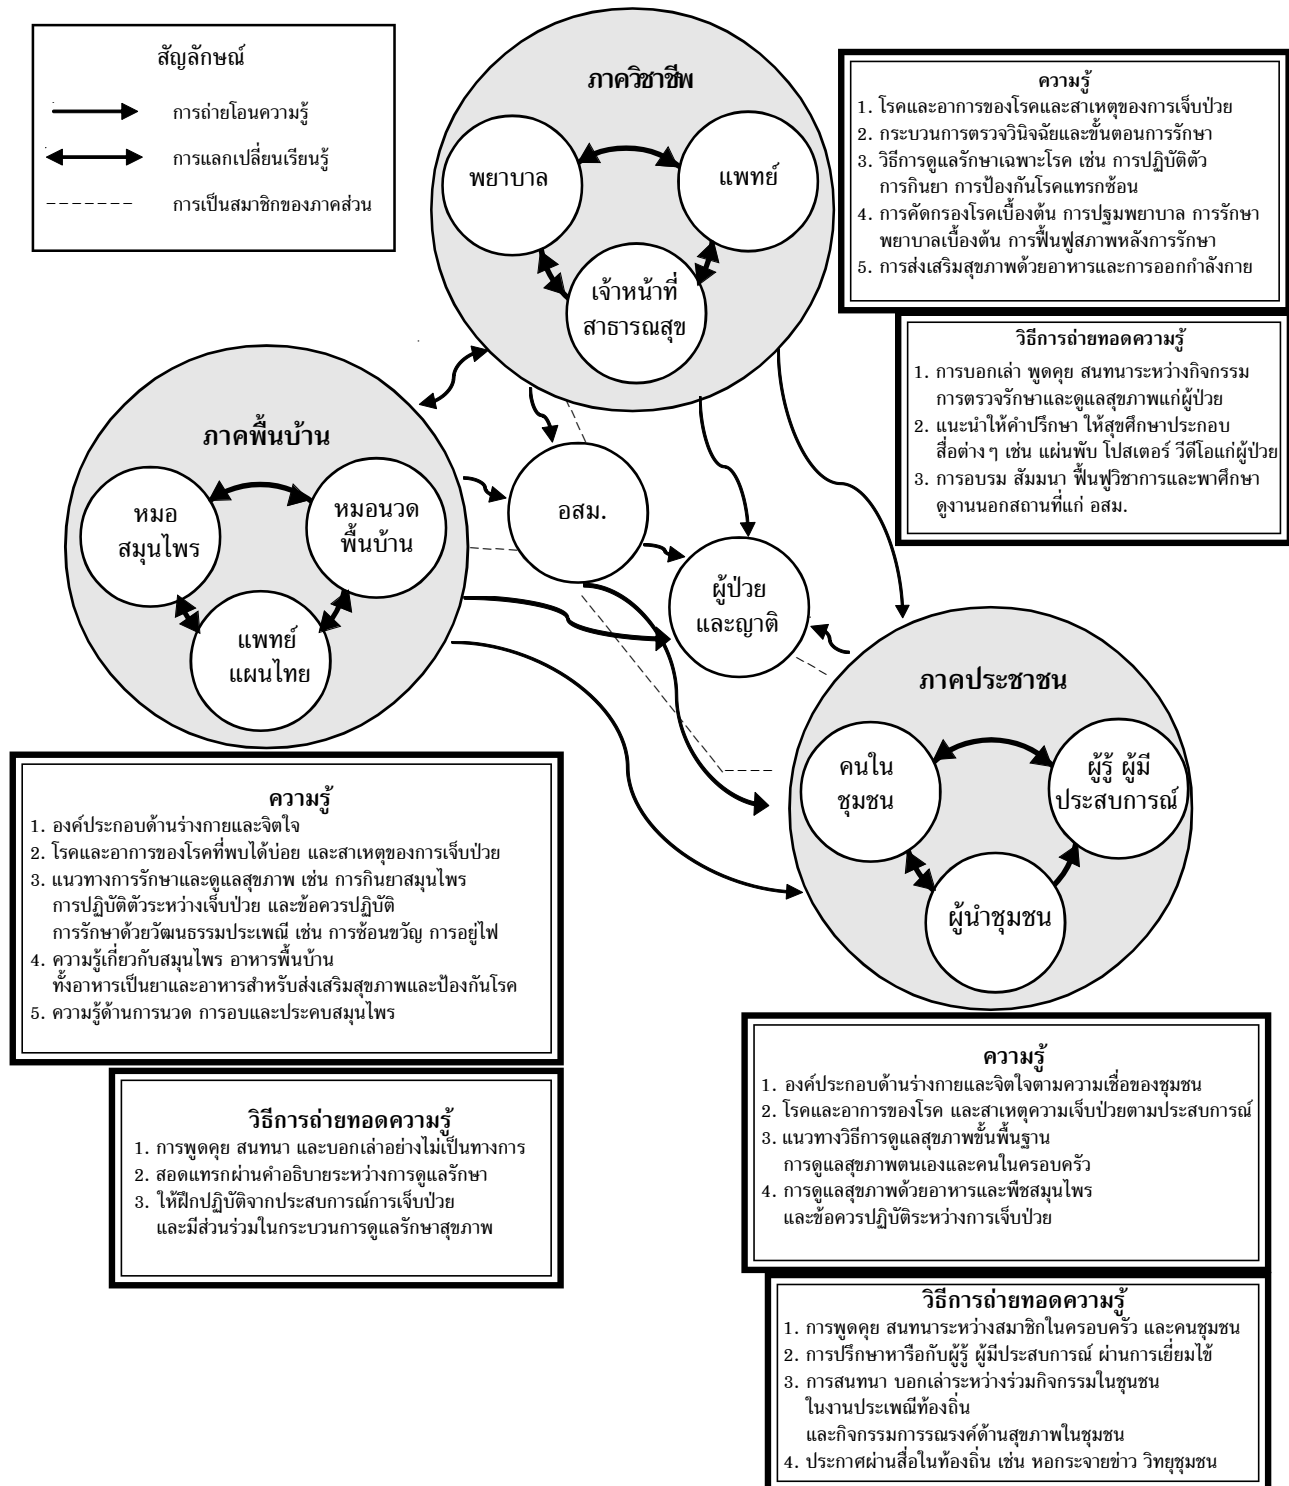 สัญลักษณ์
การถ่ายโอนความรู้
การแลกเปลี่ยนเรียนรู้
การเป็นสมาชิกของภาคส่วน
ภาควิชาชีพ
พยาบาล
แพทย์
เจ้าหน้าที่
สาธารณสุข
ความรู้
1. โรคและอาการของโรคและสาเหตุของการเจ็บป่วย
2. กระบวนการตรวจวินิจฉัยและขั้นตอนการรักษา
3. วิธีการดูแลรักษาเฉพาะโรค เช่น การปฏิบัติตัว
การกินยา การป้องกันโรคแทรกซ้อน
4. การคัดกรองโรคเบื้องต้น การปฐมพยาบาล การรักษา
พยาบาลเบื้องต้น การฟื้นฟูสภาพหลังการรักษา
5. การส่งเสริมสุขภาพด้วยอาหารและการออกกำลังกาย
วิธีการถ่ายทอดความรู้
1. การบอกเล่า พูดคุย สนทนาระหว่างกิจกรรม
การตรวจรักษาและดูแลสุขภาพแก่ผู้ป่วย
2. แนะนำให้คำปรึกษา ให้สุขศึกษาประกอบ
สื่อต่าง ๆ เช่น แผ่นพับ โปสเตอร์ วีดีโอแก่ผู้ป่วย
3. การอบรม สัมมนา ฟื้นฟูวิชาการและพาศึกษา
ดูงานนอกสถานที่แก่ อสม.
ภาคพื้นบ้าน
หมอ
สมุนไพร
หมอนวด
พื้นบ้าน
แพทย์
แผนไทย
อสม.
ผู้ป่วย
และญาติ
ภาคประชาชน
คนใน
ชุมชน
ผู้รู้ ผู้มี
ประสบการณ์
ผู้นำชุมชน
ความรู้
1. องค์ประกอบด้านร่างกายและจิตใจ
2. โรคและอาการของโรคที่พบได้บ่อย และสาเหตุของการเจ็บป่วย
3. แนวทางการรักษาและดูแลสุขภาพ เช่น การกินยาสมุนไพร
การปฏิบัติตัวระหว่างเจ็บป่วย และข้อควรปฏิบัติ
การรักษาด้วยวัฒนธรรมประเพณี เช่น การซ้อนขวัญ การอยู่ไฟ
4. ความรู้เกี่ยวกับสมุนไพร อาหารพื้นบ้าน
ทั้งอาหารเป็นยาและอาหารสำหรับส่งเสริมสุขภาพและป้องกันโรค
5. ความรู้ด้านการนวด การอบและประคบสมุนไพร
วิธีการถ่ายทอดความรู้
1. การพูดคุย สนทนา และบอกเล่าอย่างไม่เป็นทางการ
2. สอดแทรกผ่านคำอธิบายระหว่างการดูแลรักษา
3. ให้ฝึกปฏิบัติจากประสบการณ์การเจ็บป่วย
และมีส่วนร่วมในกระบวนการดูแลรักษาสุขภาพ
ความรู้
1. องค์ประกอบด้านร่างกายและจิตใจตามความเชื่อของชุมชน
2. โรคและอาการของโรค และสาเหตุความเจ็บป่วยตามประสบการณ์
3. แนวทางวิธีการดูแลสุขภาพขั้นพื้นฐาน
การดูแลสุขภาพตนเองและคนในครอบครัว
4. การดูแลสุขภาพด้วยอาหารและพืชสมุนไพร
และข้อควรปฏิบัติระหว่างการเจ็บป่วย
วิธีการถ่ายทอดความรู้
1. การพูดคุย สนทนาระหว่างสมาชิกในครอบครัว และคนชุมชน
2. การปรึกษาหารือกับผู้รู้ ผู้มีประสบการณ์ ผ่านการเยี่ยมไข้
3. การสนทนา บอกเล่าระหว่างร่วมกิจกรรมในชุนชน
ในงานประเพณีท้องถิ่น
และกิจกรรมการรณรงค์ด้านสุขภาพในชุมชน
4. ประกาศผ่านสื่อในท้องถิ่น เช่น หอกระจายข่าว วิทยุชุมชน